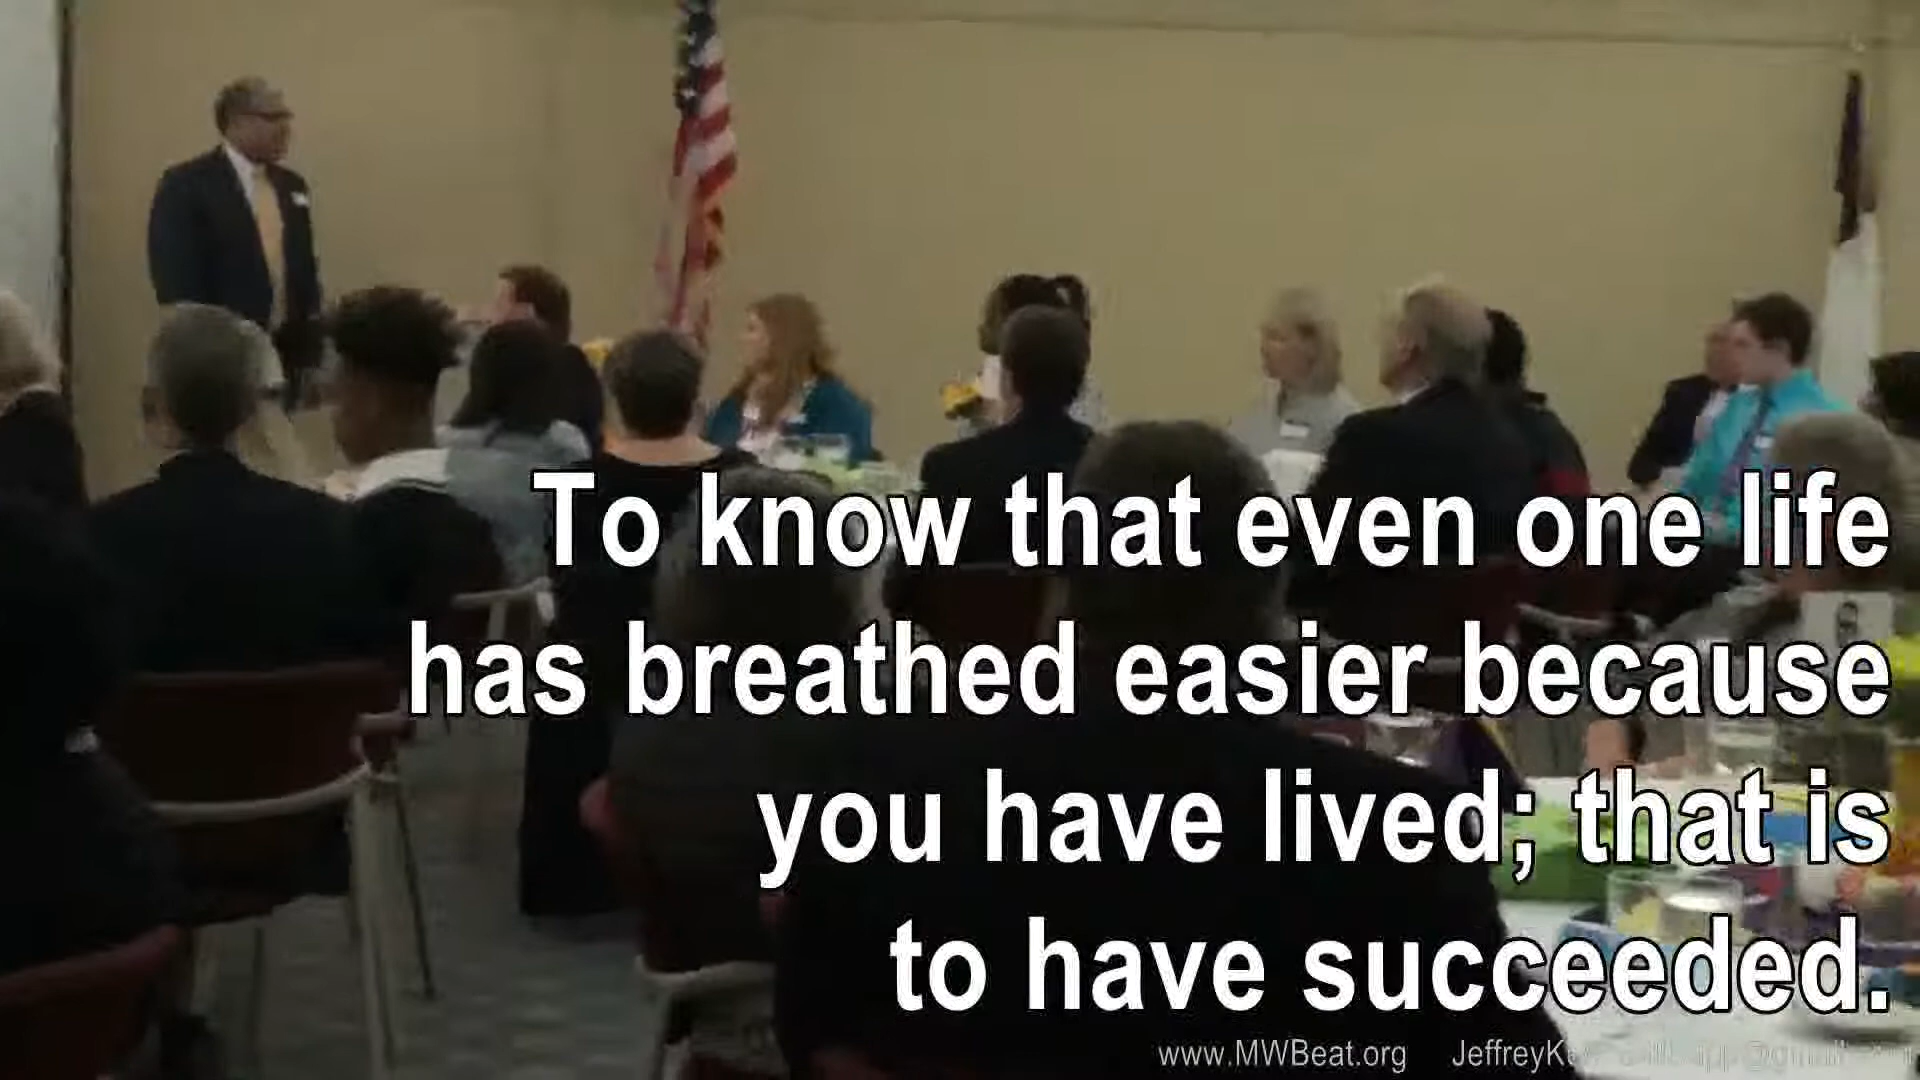 To know that even one life
has breathed easier because
you have lived; that is
to have succeeded.
www.MWBeat.org